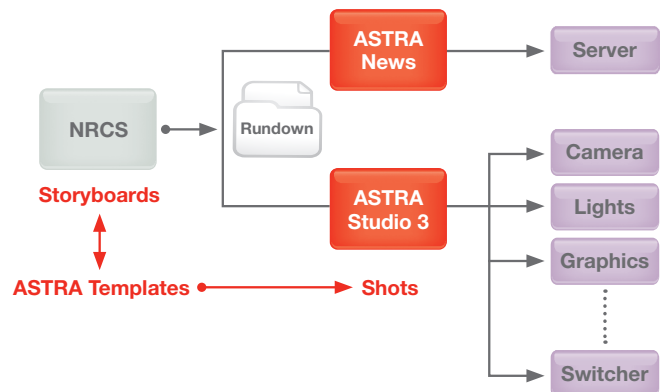 ASTRA
News
Server
NRCS
Rundown
Camera
Storyboards
ASTRA
Studio 3
Lights
Graphics
ASTRA Templates
Shots
Switcher